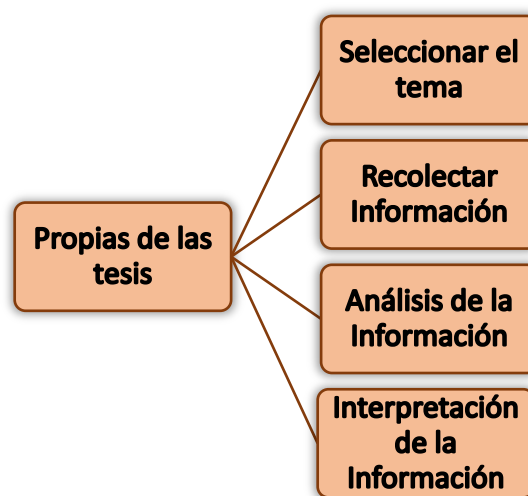 Propias de las
tesis
Seleccionar el
tema
Recolectar
Información
Análisis de la
Información
Interpretación
de la
Información